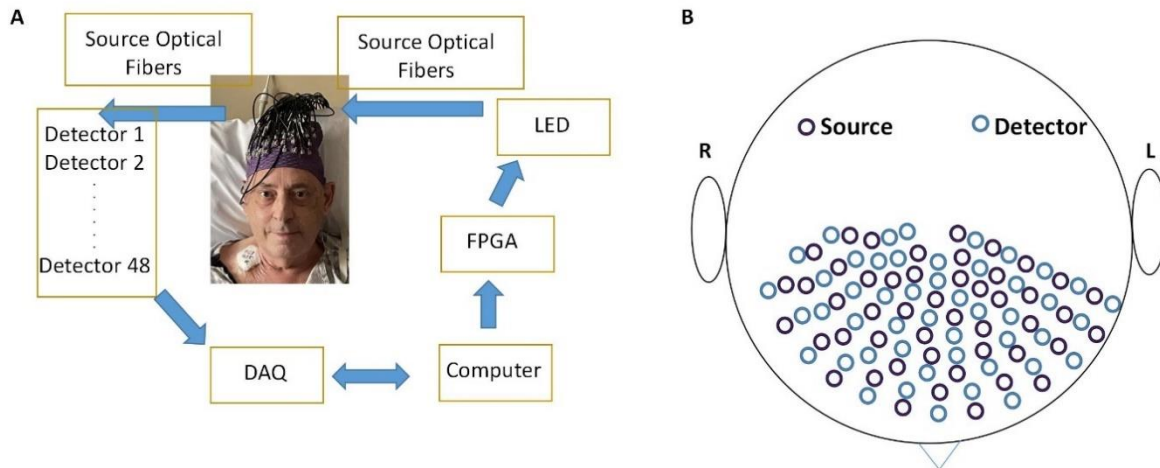 A
Source Optical
Fibers
Source Optical
Fibers
Detector 1
Detector 2
Detector 48
LED
FPGA
DAQ
Computer
B
Source
Detector
R
L